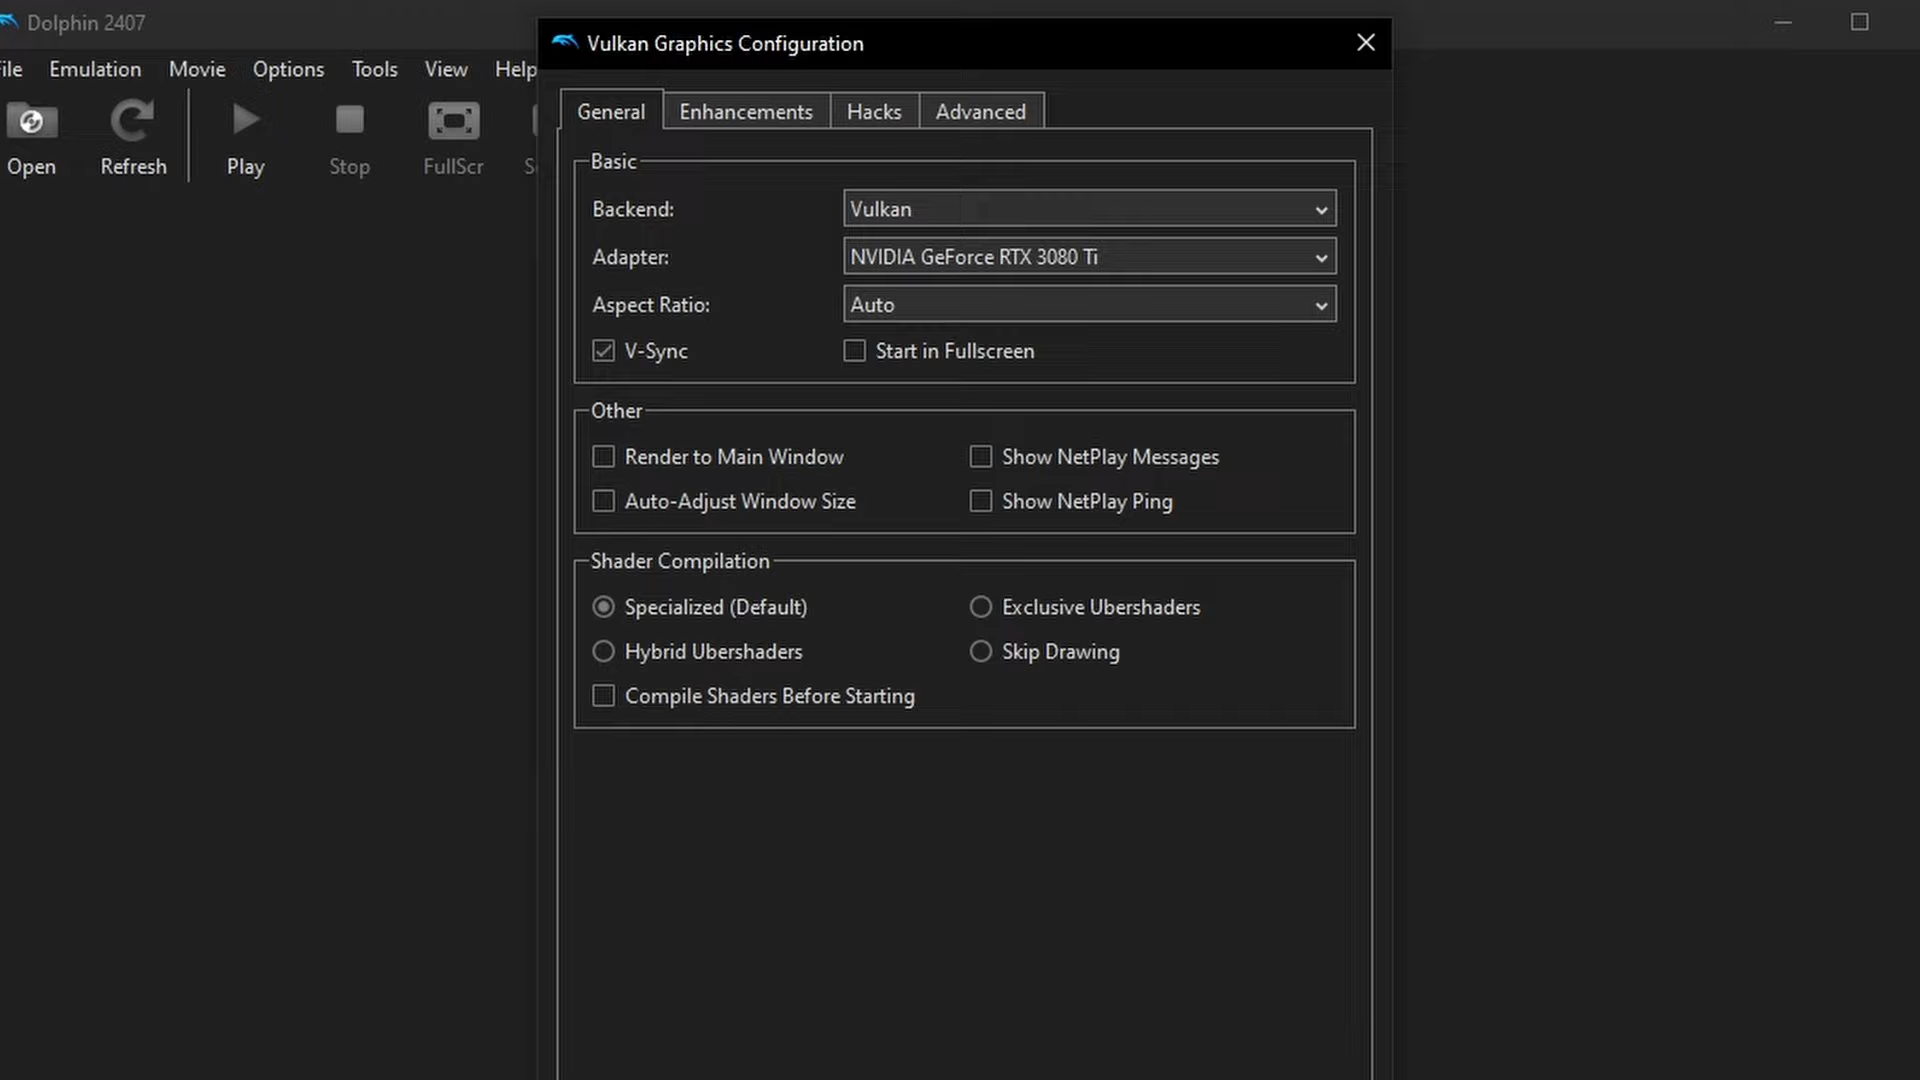 Dolphin 2407
Vulkan Graphics Configuration
ile Emulation Movie Options Tools View Help
Open Refresh Play Stop FullScr S
General Enhancements Hacks Advanced
Basic
Backend: Vulkan
Adapter: NVIDIA GeForce RTX 3080 Ti
Aspect Ratio: Auto
V-Sync Start in Fullscreen
Other
Render to Main Window Show NetPlay Messages
Auto-Adjust Window Size Show NetPlay Ping
Shader Compilation
Specialized (Default) Exclusive Ubershaders
Hybrid Ubershaders Skip Drawing
Compile Shaders Before Starting